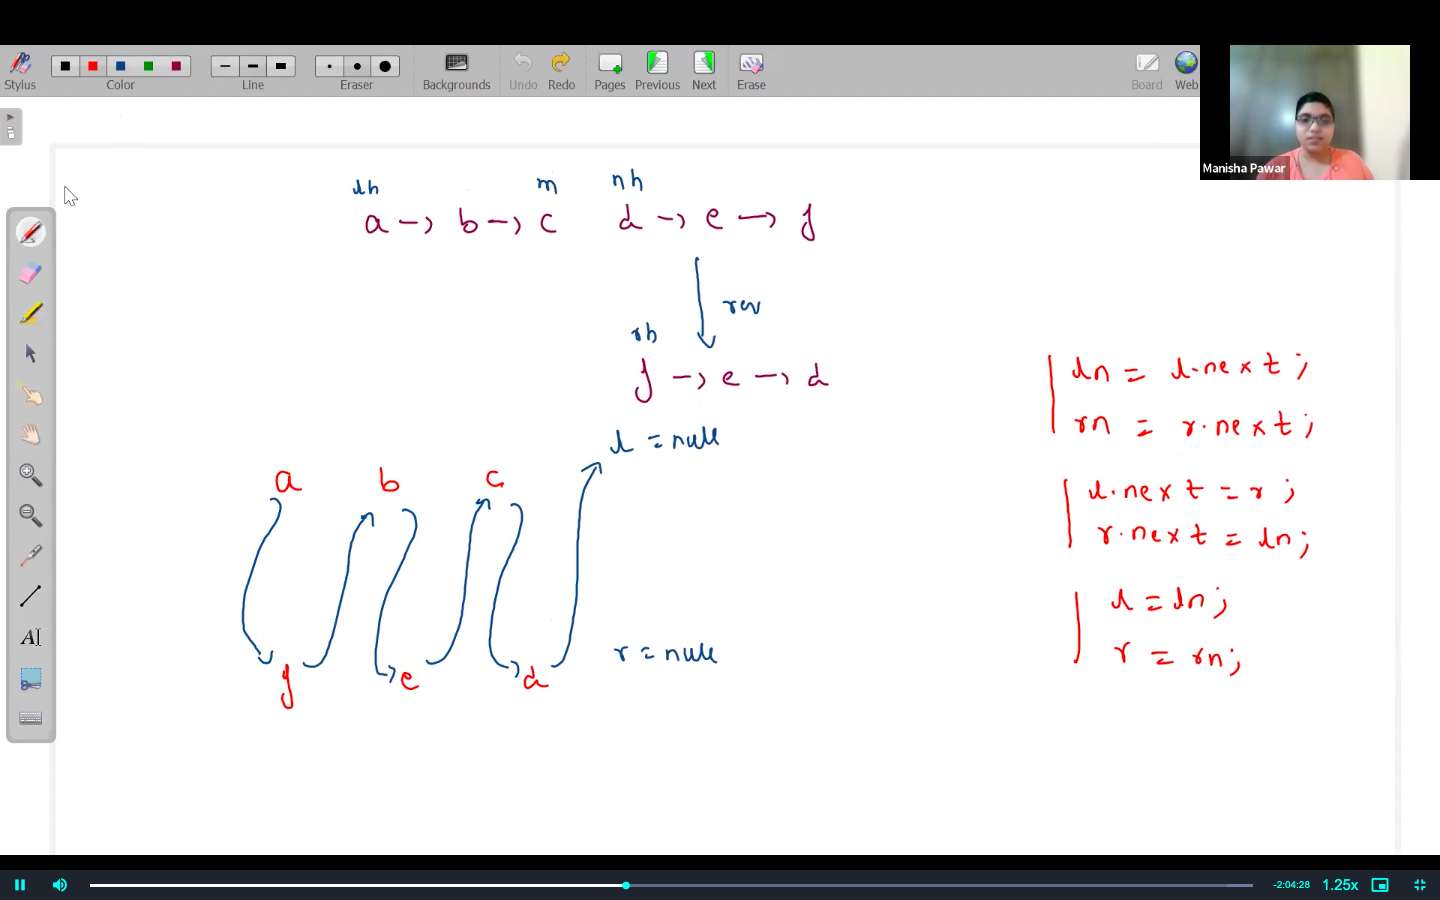 Stylus Color Line Eraser Backgrounds Undo Redo Pages Previous Next Erase Board Web
Manisha Pawar
lh m nh
a → b → c d → e → f
rev
rh
f → e → d
ln = l.next;
rn = r.next;
l = null
a b c
l.next = r;
r.next = ln;
l = ln;
r = rn;
r = null
f e d
A
-2:04:28 1.25x